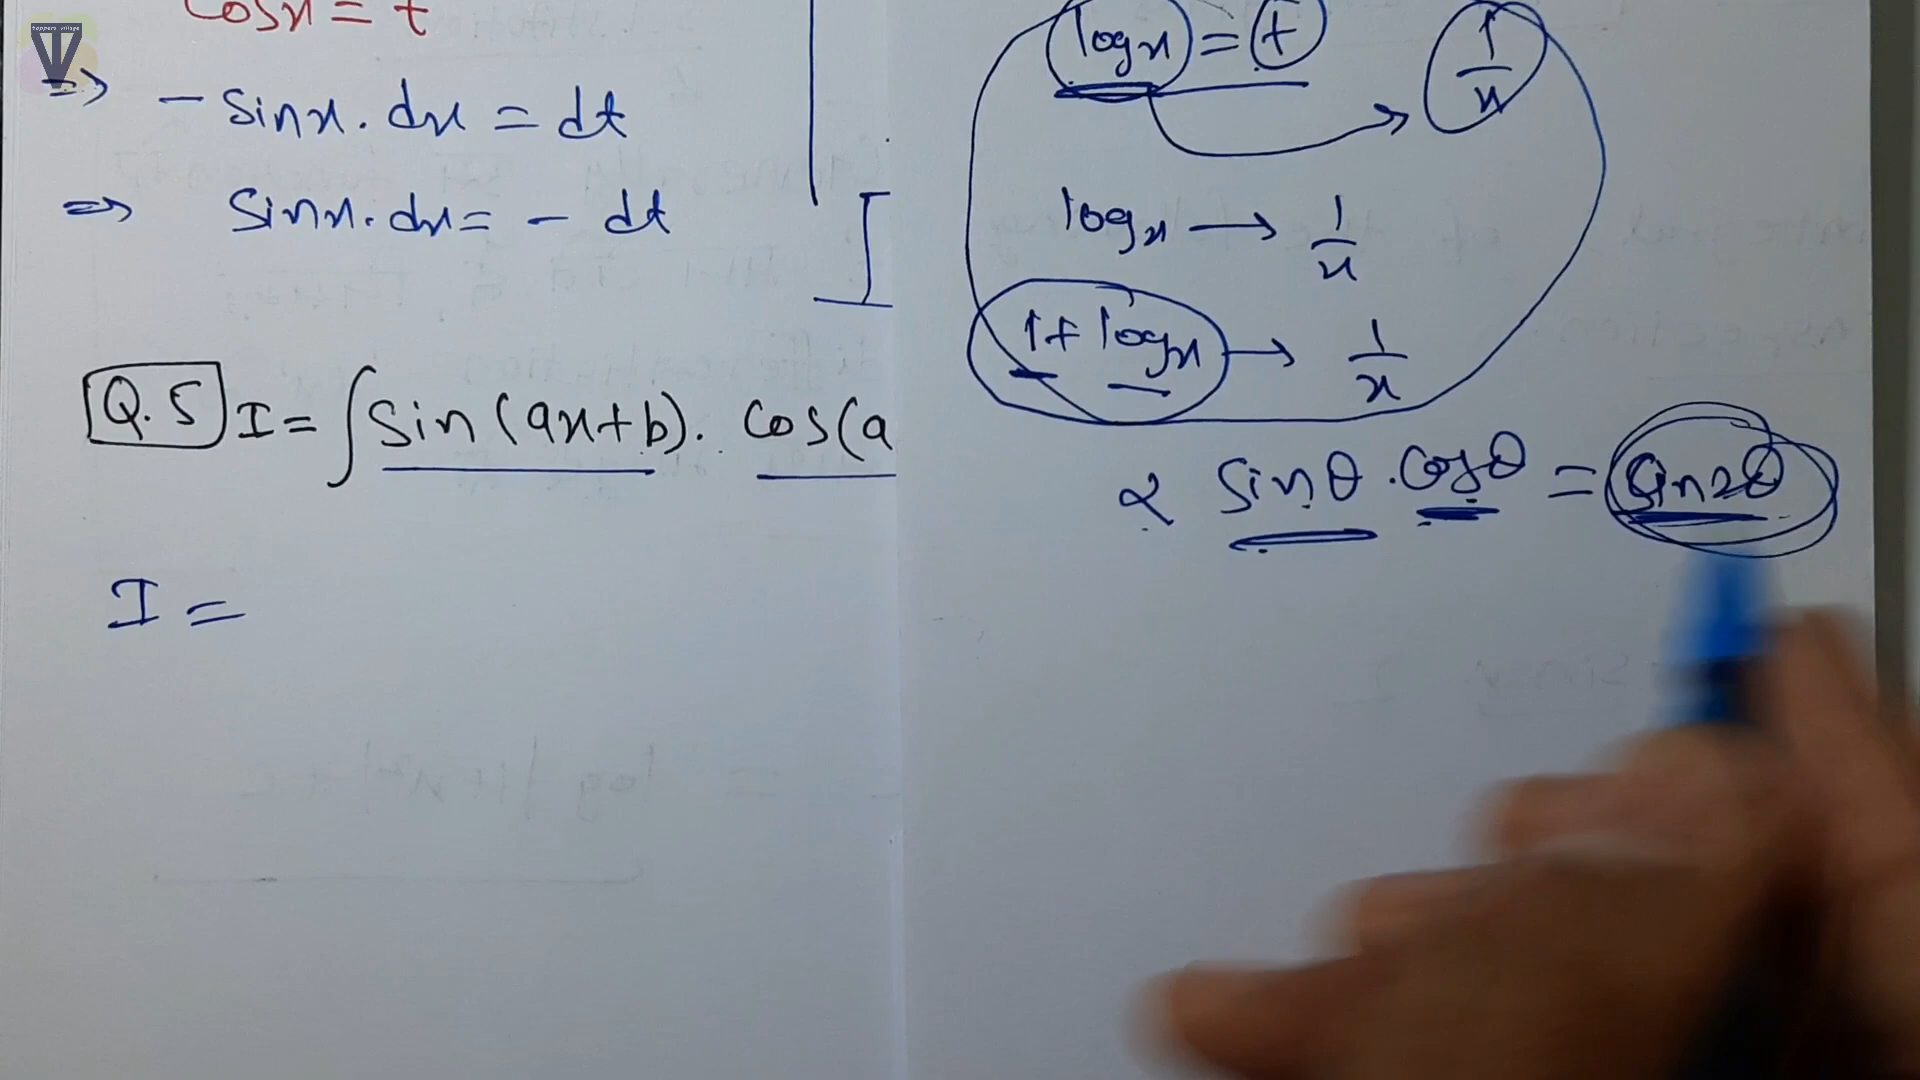 cosx = t
⇒ - sinx. dx = dt
⇒ sinx. dx = - dt
I
Q.5 I = ∫ sin (ax+b). cos(a
I =
logx = t
1/x
logx → 1/x
1 + logx → 1/x
2 sinθ . cosθ = sin2θ